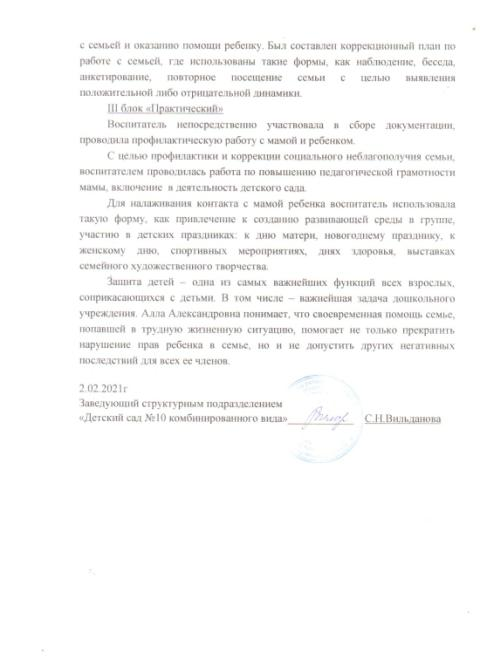 с семьей и оказанию помощи ребенку. Был составлен коррекционный план по
работе с семьей, где использованы такие формы, как наблюдение, беседа,
анкетирование, повторное посещение семьи с целью выявления
положительной либо отрицательной динамики.
III блок «Практический»
Воспитатель непосредственно участвовала в сборе документации,
проводила профилактическую работу с мамой и ребенком.
С целью профилактики и коррекции социального неблагополучия семьи,
воспитателем проводилась работа по повышению педагогической грамотности
мамы, включение в деятельность детского сада.
Для налаживания контакта с мамой ребенка воспитатель использовала
такую форму, как привлечение к созданию развивающей среды в группе,
участию в детских праздниках: к дню матери, новогоднему празднику, к
женскому дню, спортивных мероприятиях, днях здоровья, выставках
семейного художественного творчества.
Защита детей – одна из самых важнейших функций всех взрослых,
соприкасающихся с детьми. В том числе – важнейшая задача дошкольного
учреждения. Алла Александровна понимает, что своевременная помощь семье,
попавшей в трудную жизненную ситуацию, помогает не только прекратить
нарушение прав ребенка в семье, но и не допустить других негативных
последствий для всех ее членов.
2.02.2021г
Заведующий структурным подразделением
«Детский сад №10 комбинированного вида» С.Н.Вильданова